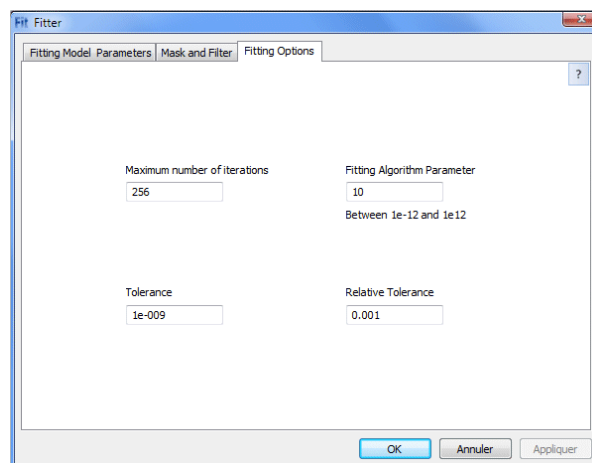 Fit Fitter
Fitting Model Parameters Mask and Filter Fitting Options
?
Maximum number of iterations Fitting Algorithm Parameter
256 10
Between 1e-12 and 1e12
Tolerance Relative Tolerance
1e-009 0.001
OK Annuler Appliquer